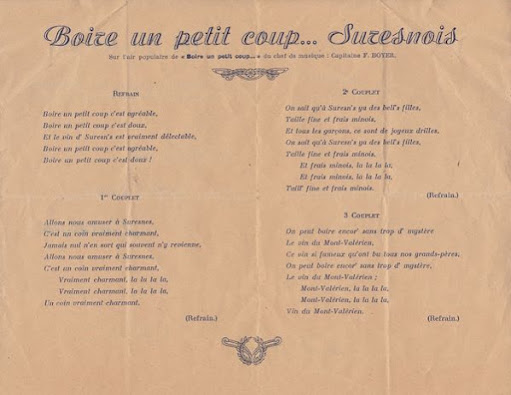 Boire un petit coup... Suresnois
Sur l'air populaire de « Boire un petit coup... » du chef de musique : Capitaine F. BOYER.
REFRAIN
Boire un petit coup c'est agréable,
Boire un petit coup c'est doux,
Et le vin d' Suresn's est vraiment délectable,
Boire un petit coup c'est agréable,
Boire un petit coup c'est doux !
1er COUPLET
Allons nous amuser à Suresnes,
C'est un coin vraiment charmant,
Jamais nul n'en sort qui souvent n'y revienne,
Allons nous amuser à Suresnes,
C'est un coin vraiment charmant,
Vraiment charmant, la la la la,
Vraiment charmant, la la la la,
Un coin vraiment charmant.
(Refrain.)
2e COUPLET
On sait qu'à Suresn's ya des bell's filles,
Taille fine et frais minois,
Et tous les garçons, ce sont de joyeux drilles,
On sait qu'à Suresn's ya des bell's filles,
Taille fine et frais minois,
Et frais minois, la la la la,
Et frais minois, la la la la,
Taill' fine et frais minois.
(Refrain.)
3 COUPLET
On peut boire encor' sans trop d' mystère
Le vin du Mont-Valérien,
Ce vin si fameux qu'ont bu tous nos grands-pères,
On peut boire encor' sans trop d' mystère,
Le vin du Mont-Valérien ;
Mont-Valérien, la la la la,
Mont-Valérien, la la la la,
Vin du Mont-Valérien.
(Refrain.)